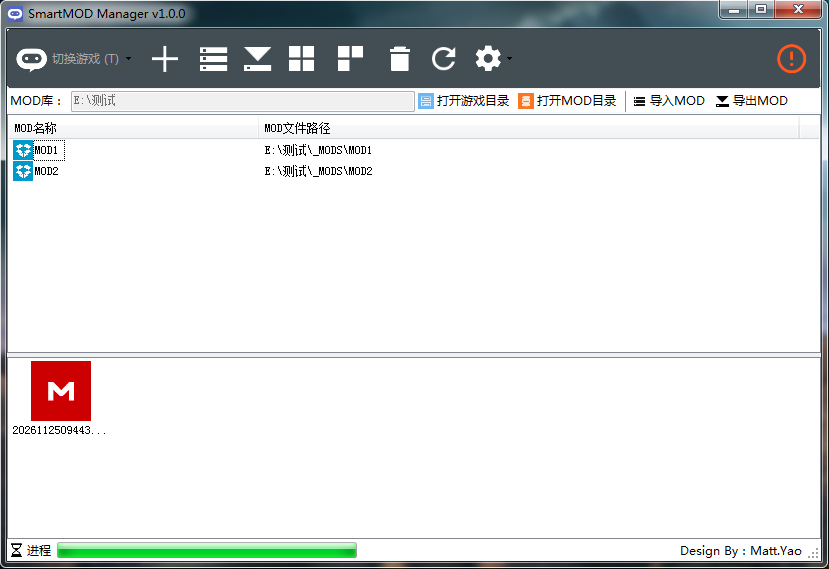 SmartMOD Manager v1.0.0
切换游戏 (T)
MOD库： E:\测试 打开游戏目录 打开MOD目录 导入MOD 导出MOD
MOD名称 MOD文件路径
MOD1 E:\测试\_MODS\MOD1
MOD2 E:\测试\_MODS\MOD2
M
2026112509443...
进程 Design By : Matt.Yao